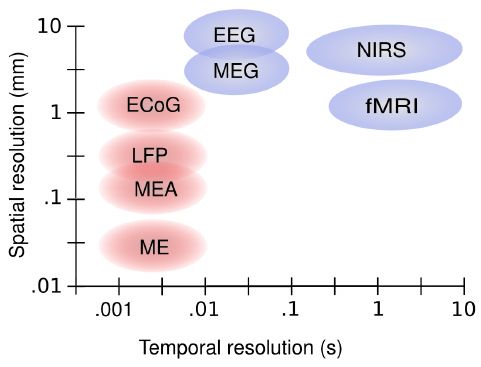 Spatial resolution (mm)
10
1
.1
.01
EEG
MEG
NIRS
fMRI
ECoG
LFP
MEA
ME
.001
.01
.1
1
10
Temporal resolution (s)